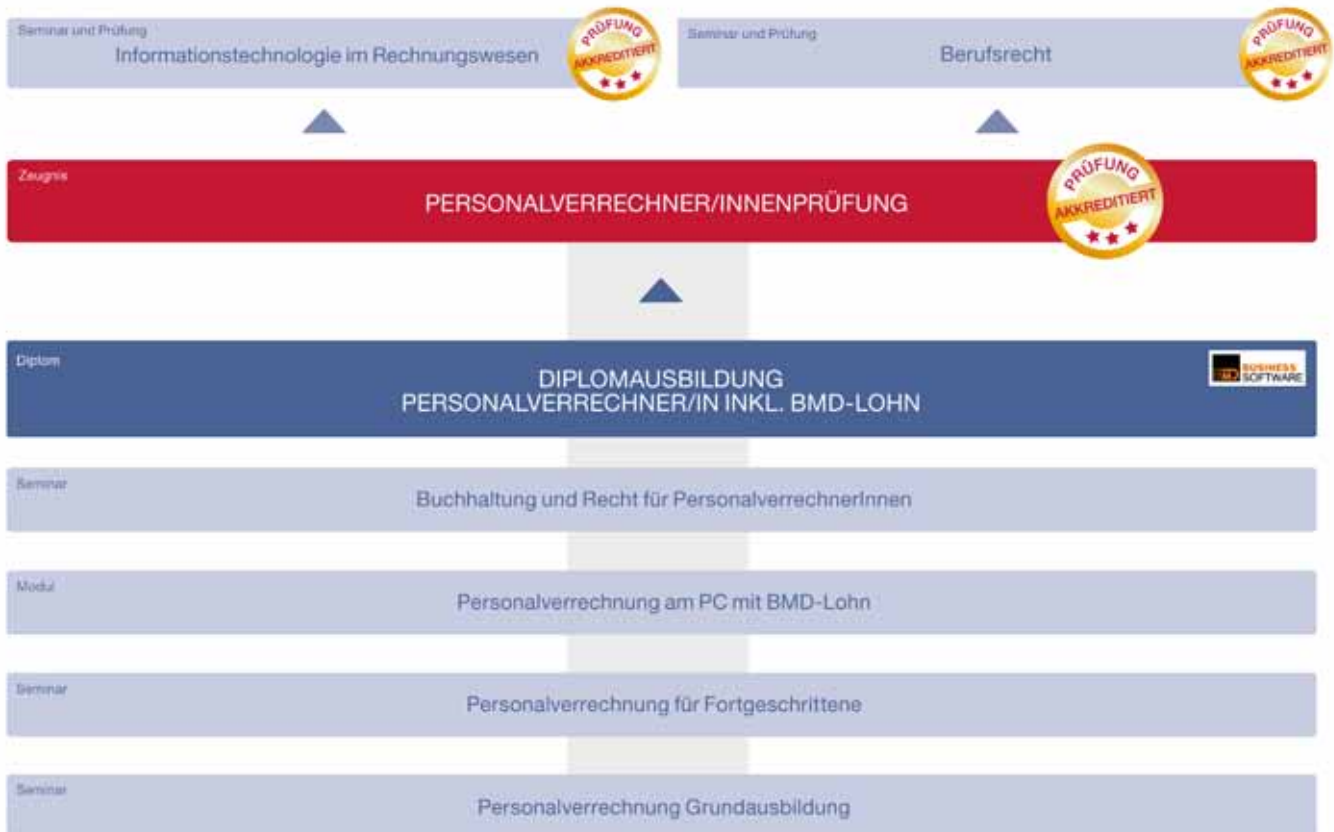 Seminar und Prüfung
Informationstechnologie im Rechnungswesen
PRÜFUNG
AKKREDITIERT
Seminar und Prüfung
Berufsrecht
PRÜFUNG
AKKREDITIERT
Zeugnis
PERSONALVERRECHNER/INNENPRÜFUNG
PRÜFUNG
AKKREDITIERT
Diplom
DIPLOMAUSBILDUNG
PERSONALVERRECHNER/IN INKL. BMD-LOHN
BUSINESS
SOFTWARE
Seminar
Buchhaltung und Recht für PersonalverrechnerInnen
Modul
Personalverrechnung am PC mit BMD-Lohn
Seminar
Personalverrechnung für Fortgeschrittene
Seminar
Personalverrechnung Grundausbildung